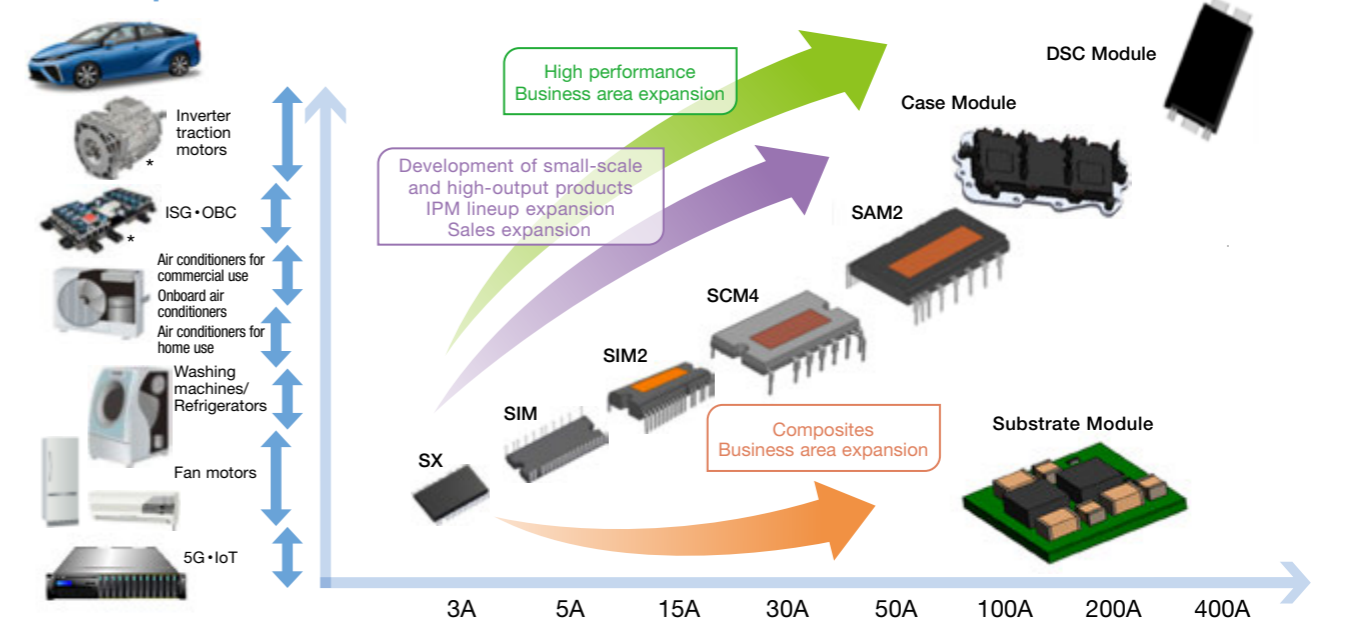 DSC Module
High performance
Business area expansion
Case Module
Inverter
traction
motors
*
Development of small-scale
and high-output products
IPM lineup expansion
Sales expansion
ISG・OBC
*
SAM2
Air conditioners for
commercial use
Onboard air
conditioners
Air conditioners for
home use
SCM4
SIM2
Washing
machines/
Refrigerators
SIM
Composites
Business area expansion
Substrate Module
SX
Fan motors
5G・IoT
3A 5A 15A 30A 50A 100A 200A 400A